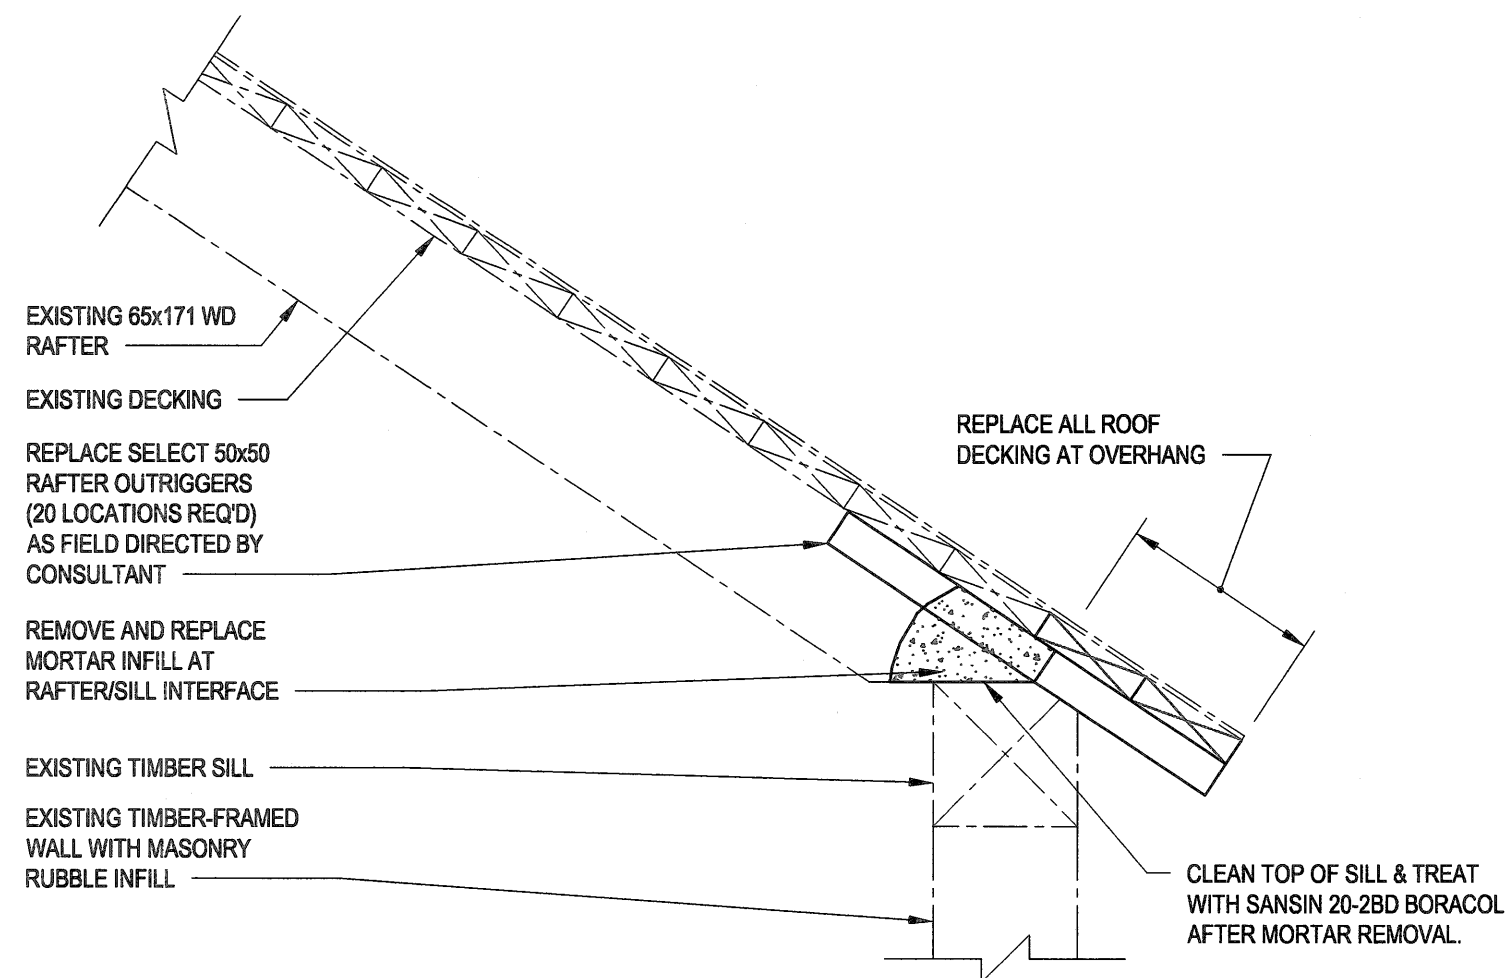 EXISTING 65x171 WD
RAFTER
EXISTING DECKING
REPLACE SELECT 50x50
RAFTER OUTRIGGERS
(20 LOCATIONS REQ'D)
AS FIELD DIRECTED BY
CONSULTANT
REMOVE AND REPLACE
MORTAR INFILL AT
RAFTER/SILL INTERFACE
EXISTING TIMBER SILL
EXISTING TIMBER-FRAMED
WALL WITH MASONRY
RUBBLE INFILL
REPLACE ALL ROOF
DECKING AT OVERHANG
CLEAN TOP OF SILL & TREAT
WITH SANSIN 20-2BD BORACOL
AFTER MORTAR REMOVAL.